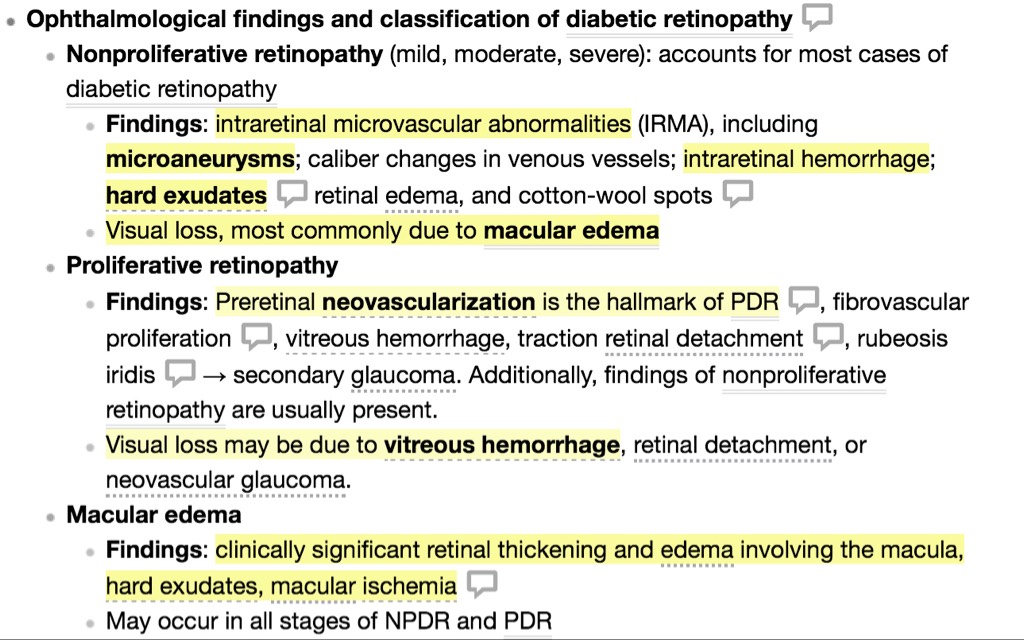 Ophthalmological findings and classification of diabetic retinopathy
Nonproliferative retinopathy (mild, moderate, severe): accounts for most cases of
diabetic retinopathy
Findings: intraretinal microvascular abnormalities (IRMA), including
microaneurysms; caliber changes in venous vessels; intraretinal hemorrhage;
hard exudates retinal edema, and cotton-wool spots
Visual loss, most commonly due to macular edema
Proliferative retinopathy
Findings: Preretinal neovascularization is the hallmark of PDR , fibrovascular
proliferation , vitreous hemorrhage, traction retinal detachment , rubeosis
iridis → secondary glaucoma. Additionally, findings of nonproliferative
retinopathy are usually present.
Visual loss may be due to vitreous hemorrhage, retinal detachment, or
neovascular glaucoma.
Macular edema
Findings: clinically significant retinal thickening and edema involving the macula,
hard exudates, macular ischemia
May occur in all stages of NPDR and PDR